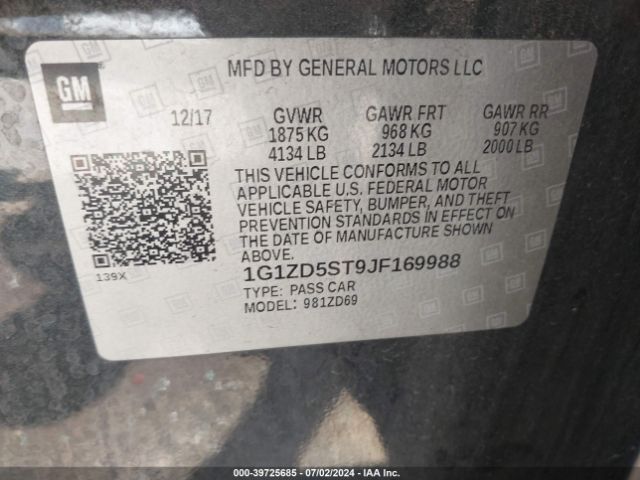 GM
MFD BY GENERAL MOTORS LLC
12/17 GVWR GAWR FRT GAWR RR
1875 KG 968 KG 907 KG
4134 LB 2134 LB 2000 LB
THIS VEHICLE CONFORMS TO ALL
APPLICABLE U.S. FEDERAL MOTOR
VEHICLE SAFETY, BUMPER, AND THEFT
PREVENTION STANDARDS IN EFFECT ON
THE DATE OF MANUFACTURE SHOWN
ABOVE.
139X
1G1ZD5ST9JF169988
TYPE: PASS CAR
MODEL: 981ZD69
000-39725685 - 07/02/2024 - IAA Inc.